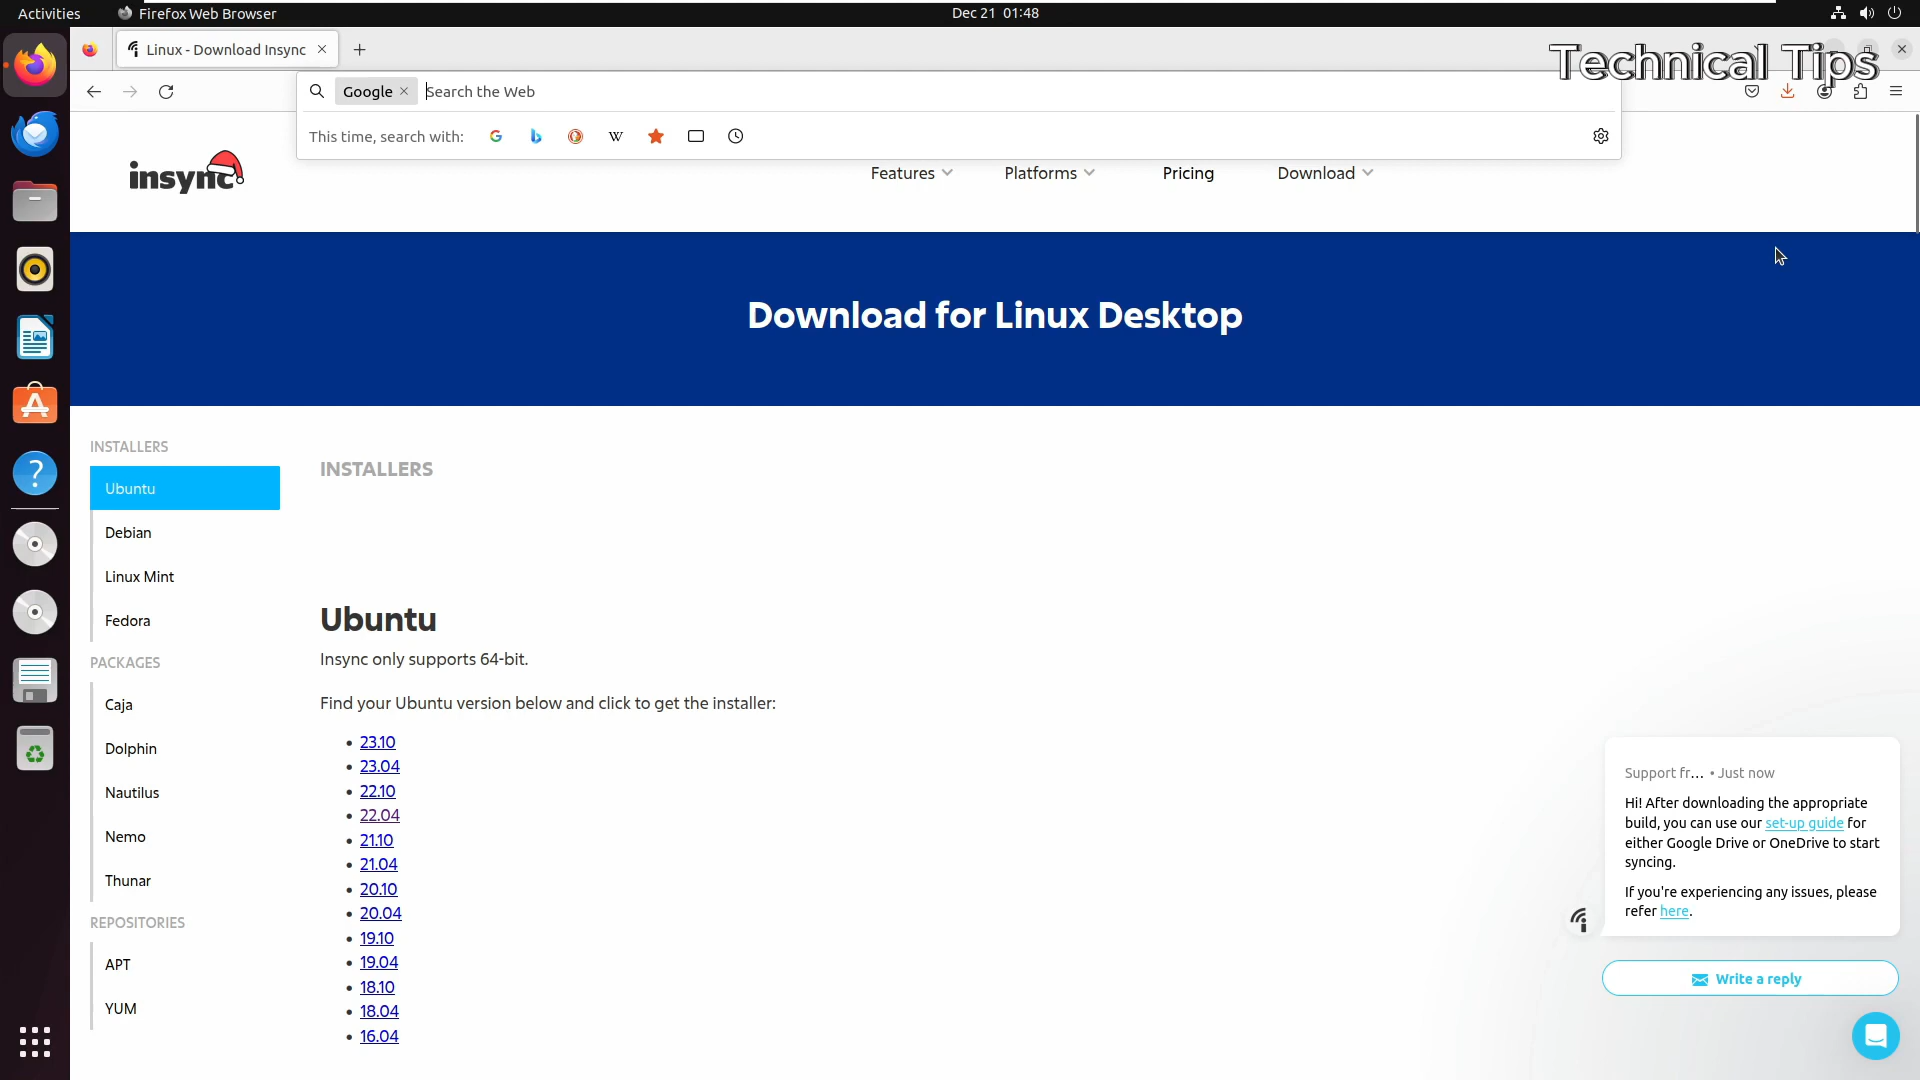 Activities
Firefox Web Browser
Dec 21 01:48
Linux - Download Insync
Technical Tips
Google
Search the Web
This time, search with:
insync
Features
Platforms
Pricing
Download
Download for Linux Desktop
INSTALLERS
Ubuntu
Debian
Linux Mint
Fedora
PACKAGES
Caja
Dolphin
Nautilus
Nemo
Thunar
REPOSITORIES
APT
YUM
INSTALLERS
Ubuntu
Insync only supports 64-bit.
Find your Ubuntu version below and click to get the installer:
• 23.10
• 23.04
• 22.10
• 22.04
• 21.10
• 21.04
• 20.10
• 20.04
• 19.10
• 19.04
• 18.10
• 18.04
• 16.04
Support fr... • Just now
Hi! After downloading the appropriate
build, you can use our set-up guide for
either Google Drive or OneDrive to start
syncing.
If you're experiencing any issues, please
refer here.
Write a reply